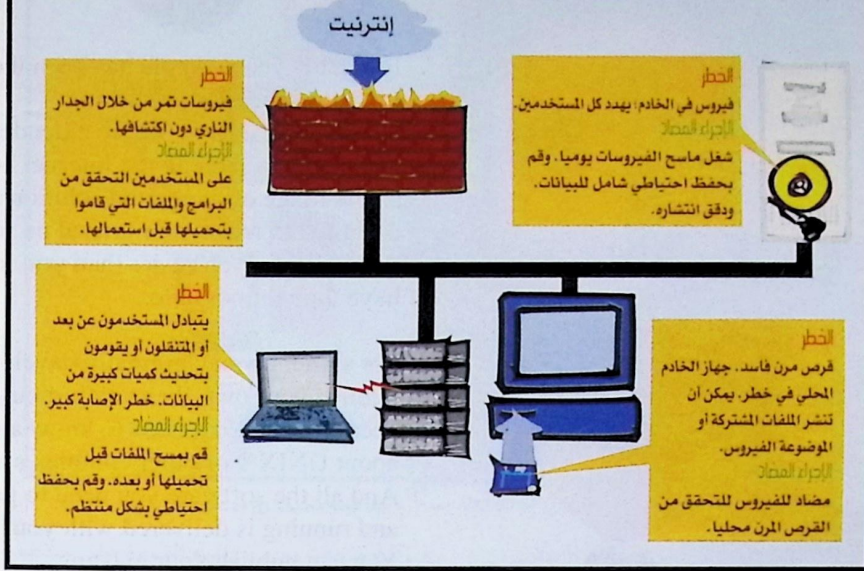 إنترنيت
الخطر
فيروس في الخادم؛ يهدد كل المستخدمين.
الإجراء المضاد
شغل ماسح الفيروسات يوميا. وقم
بحفظ احتياطي شامل للبيانات.
ودقق انتشاره.
الخطر
فيروسات تمر من خلال الجدار
الناري دون اكتشافها.
الإجراء المضاد
على المستخدمين التحقق من
البرامج والملفات التي قاموا
بتحميلها قبل استعمالها.
الخطر
قرص مرن فاسد. جهاز الخادم
المحلي في خطر. يمكن أن
تنشر الملفات المشتركة أو
الموضوعة الفيروس.
الإجراء المضاد
مضاد للفيروس للتحقق من
القرص المرن محليا.
الخطر
يتبادل المستخدمون عن بعد
أو المتنقلون أو يقومون
بتحديث كميات كبيرة من
البيانات. خطر الإصابة كبير.
الإجراء المضاد
قم بمسح الملفات قبل
تحميلها أو بعده. وقم بحفظ
احتياطي بشكل منتظم.